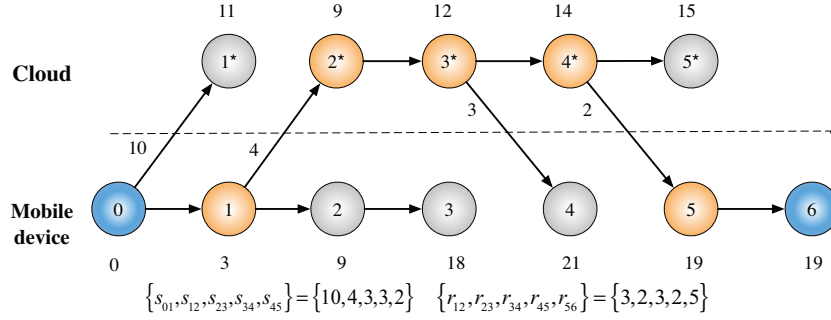 11 9 12 14 15
Cloud 1* 2* 3* 4* 5*
3 2
10 4
Mobile device 0 1 2 3 4 5 6
0 3 9 18 21 19 19
{s₀₁,s₁₂,s₂₃,s₃₄,s₄₅}={10,4,3,3,2} {r₁₂,r₂₃,r₃₄,r₄₅,r₅₆}={3,2,3,2,5}